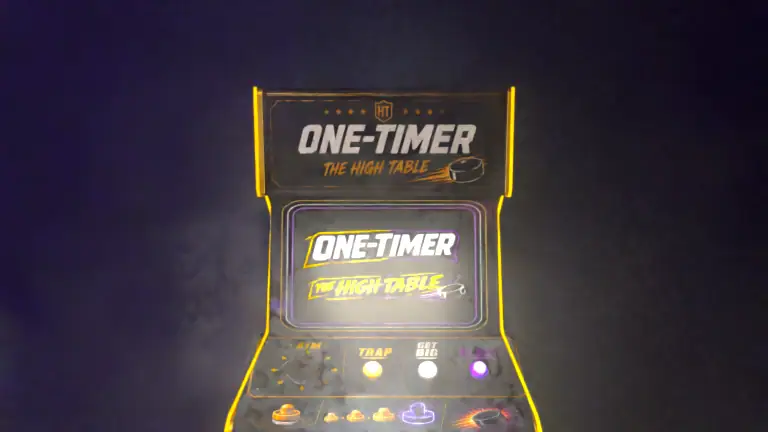 HT
ONE-TIMER
THE HIGH TABLE
ONE-TIMER
THE HIGH TABLE
AIM
TRAP
GET
BIG